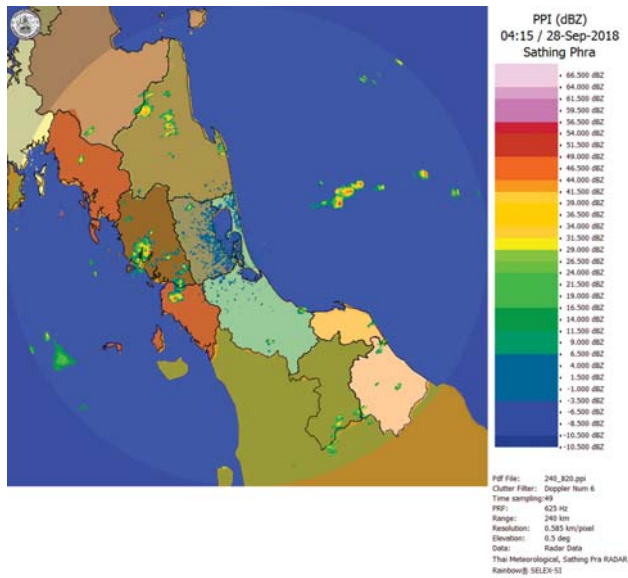 PPI (dBZ)
04:15 / 28-Sep-2018
Sathing Phra
66.500 dBZ
64.000 dBZ
61.500 dBZ
59.000 dBZ
56.500 dBZ
54.000 dBZ
51.500 dBZ
49.000 dBZ
46.500 dBZ
44.000 dBZ
41.500 dBZ
39.000 dBZ
36.500 dBZ
34.000 dBZ
31.500 dBZ
29.000 dBZ
26.500 dBZ
24.000 dBZ
21.500 dBZ
19.000 dBZ
16.500 dBZ
14.000 dBZ
11.500 dBZ
9.000 dBZ
6.500 dBZ
4.000 dBZ
1.500 dBZ
-1.000 dBZ
-3.500 dBZ
-6.500 dBZ
-8.500 dBZ
-10.500 dBZ
-10.500 dBZ
Pdf File: 240_B20.ppi
Clutter Filter: Doppler Num 6
Time sampling:49
PRF: 625 Hz
Range: 240 km
Resolution: 0.585 km/pixel
Elevation: 0.5 deg
Data: Radar Data
Thai Meteorological, Sathing Pra RADAR
Rainbow® SELEX-SI